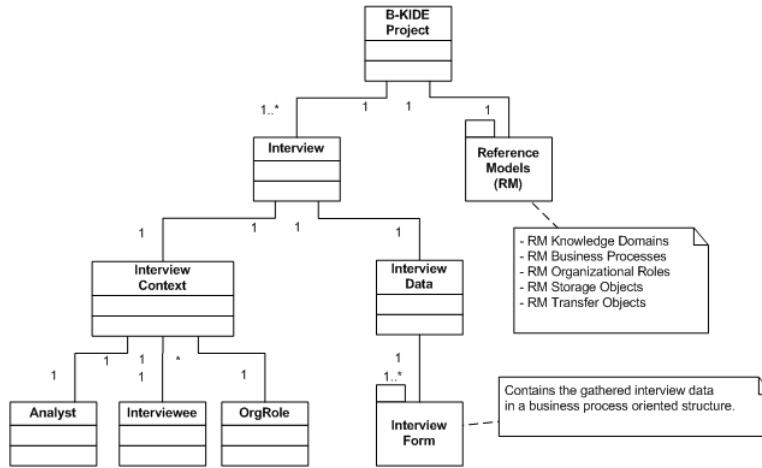 B-KIDE
Project
1..*
1
1
1
Interview
Reference
Models
(RM)
1
1
1
1
- RM Knowledge Domains
- RM Business Processes
- RM Organizational Roles
- RM Storage Objects
- RM Transfer Objects
Interview
Context
Interview
Data
1
1
1
1
*
1
1
1
1..*
Analyst
Interviewee
OrgRole
Interview
Form
Contains the gathered interview data
in a business process oriented structure.